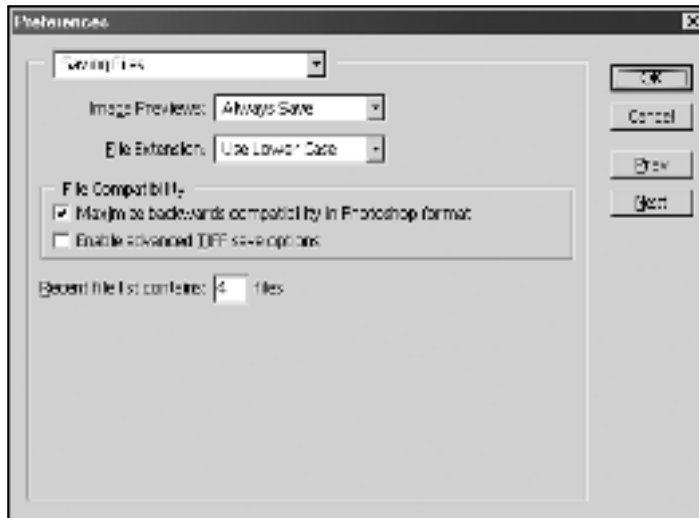 Preferences
Saving Files
OK
Image Previews: Always Save
Cancel
File Extension: Use Lower Case
Prev
File Compatibility
Next
Maximize backwards compatibility in Photoshop format
Enable advanced TIFF save options
Recent file list contains: 4 files